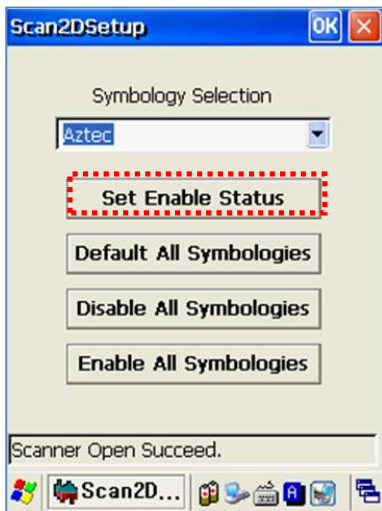 Scan2DSetup OK
Symbology Selection
Aztec
Set Enable Status
Default All Symbologies
Disable All Symbologies
Enable All Symbologies
Scanner Open Succeed.
Scan2D... A